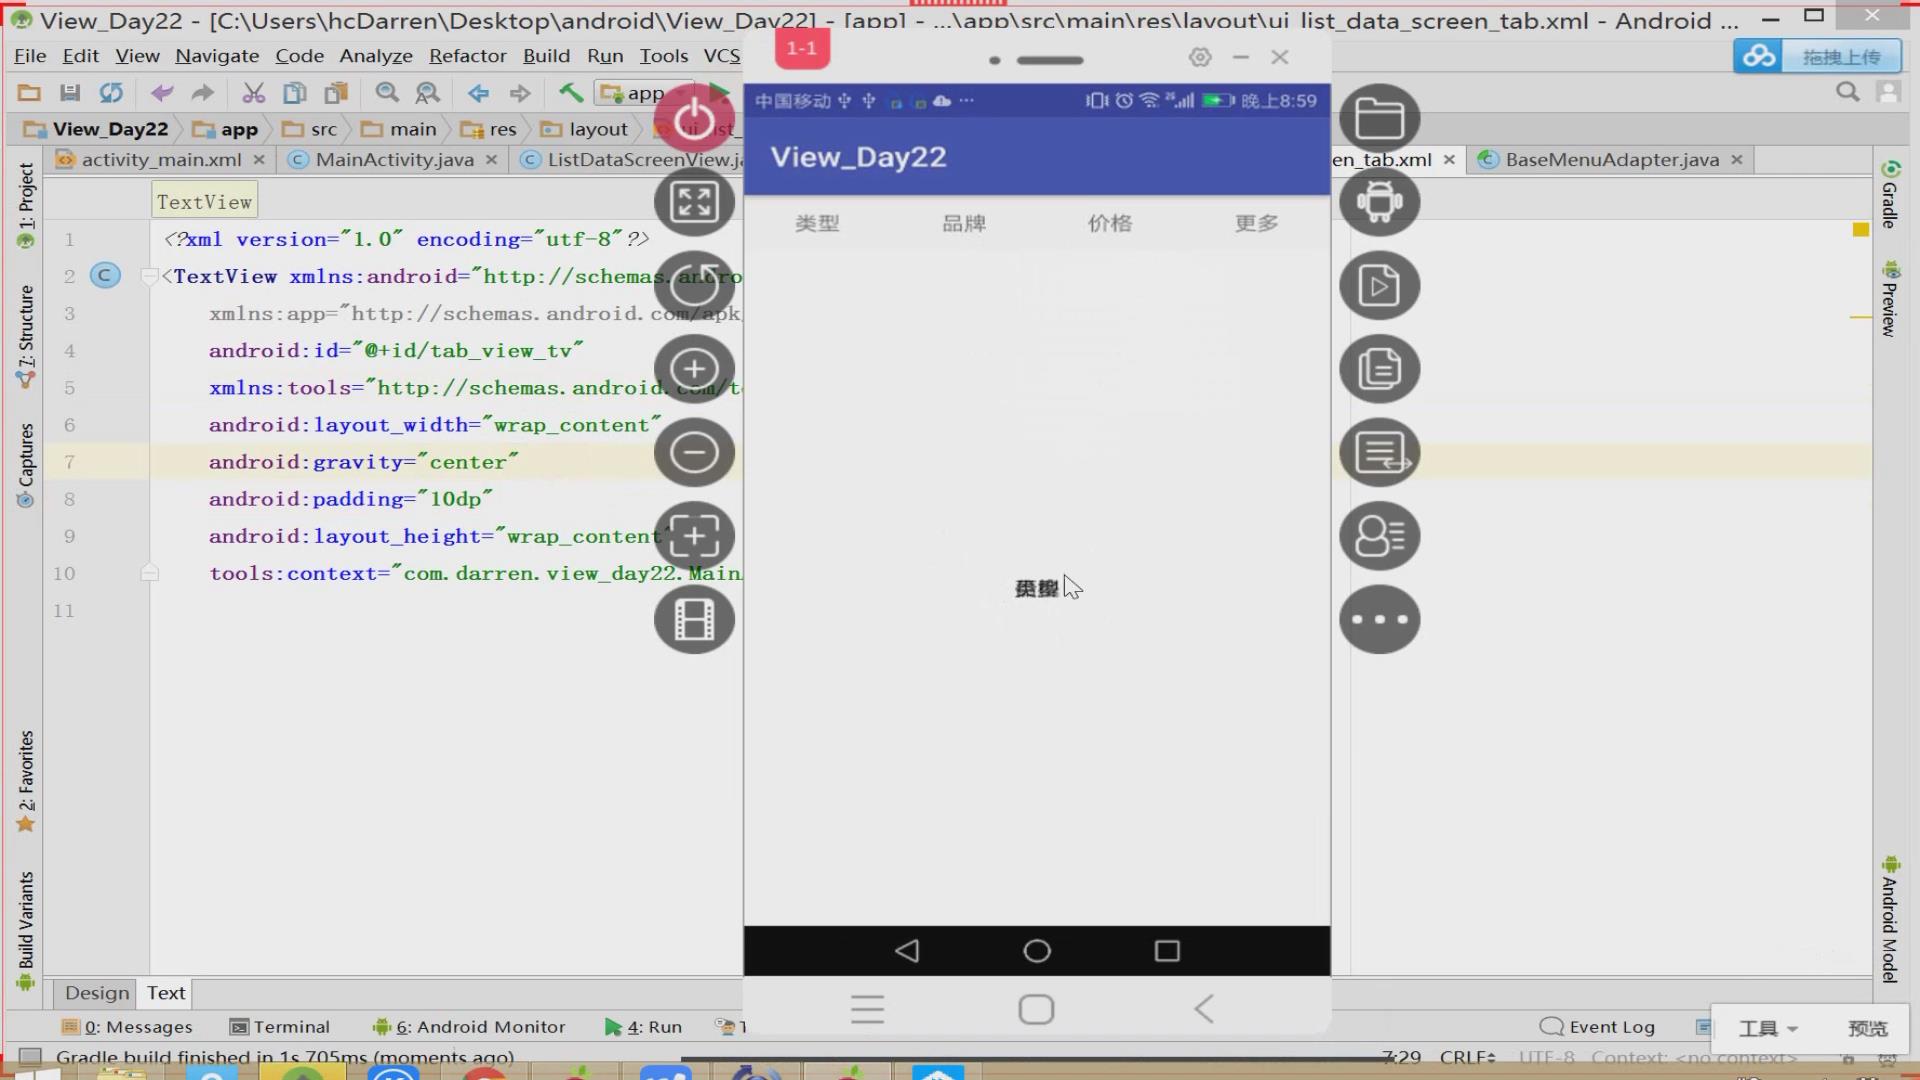 View_Day22 - [C:\Users\hcDarren\Desktop\android\View_Day22] - [app] - ...\app\src\main\res\layout\ui_list_data_screen_tab.xml - Android ...
File Edit View Navigate Code Analyze Refactor Build Run Tools VCS
1-1
拖拽上传
app
中国移动 晚上8:59
View_Day22 app src main res layout
activity_main.xml MainActivity.java ListDataScreenView.ja en_tab.xml BaseMenuAdapter.java
View_Day22
TextView
类型 品牌 价格 更多
1 <?xml version="1.0" encoding="utf-8"?>
2 <TextView xmlns:android="http://schemas.andro
3 xmlns:app="http://schemas.android.com/apk
4 android:id="@+id/tab_view_tv"
5 xmlns:tools="http://schemas.android.com/to
6 android:layout_width="wrap_content"
7 android:gravity="center"
8 android:padding="10dp"
9 android:layout_height="wrap_content"
10 tools:context="com.darren.view_day22.Main
11
1: Project
7: Structure
Captures
2: Favorites
Build Variants
Gradle
Preview
Android Model
Design Text
0: Messages Terminal 6: Android Monitor 4: Run Event Log
工具 预览
Gradle build finished in 1s 705ms (moments ago) 7:29 CRLF UTF-8 Context: <no context>